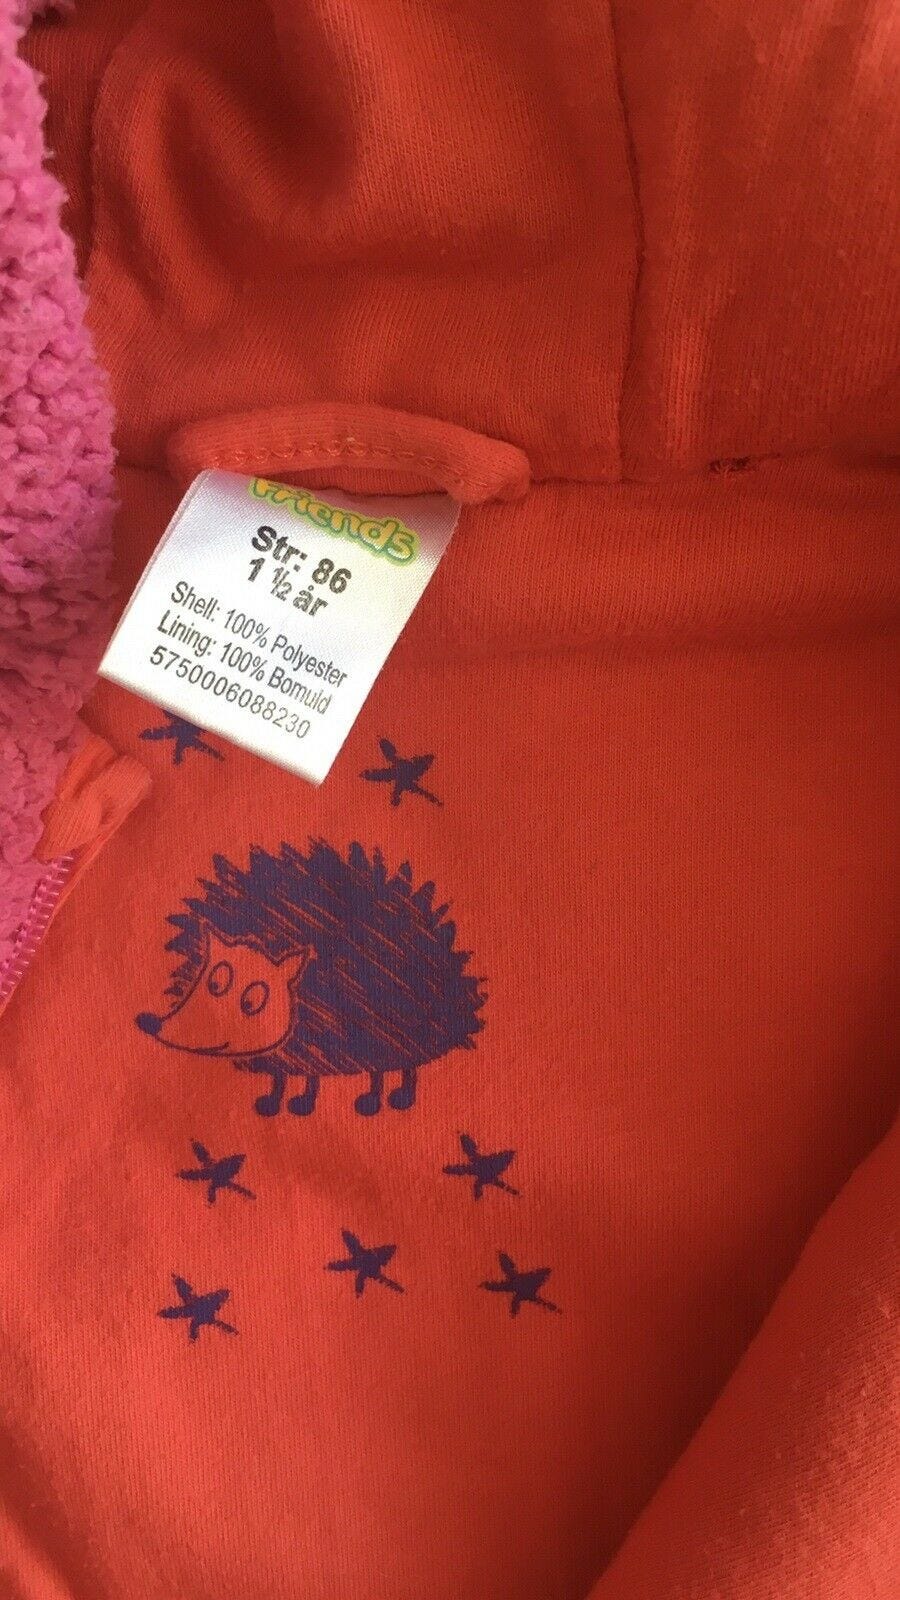 Friends
Str: 86
1 ½ år
Shell: 100% Polyester
Lining: 100% Bomuld
5750006088230